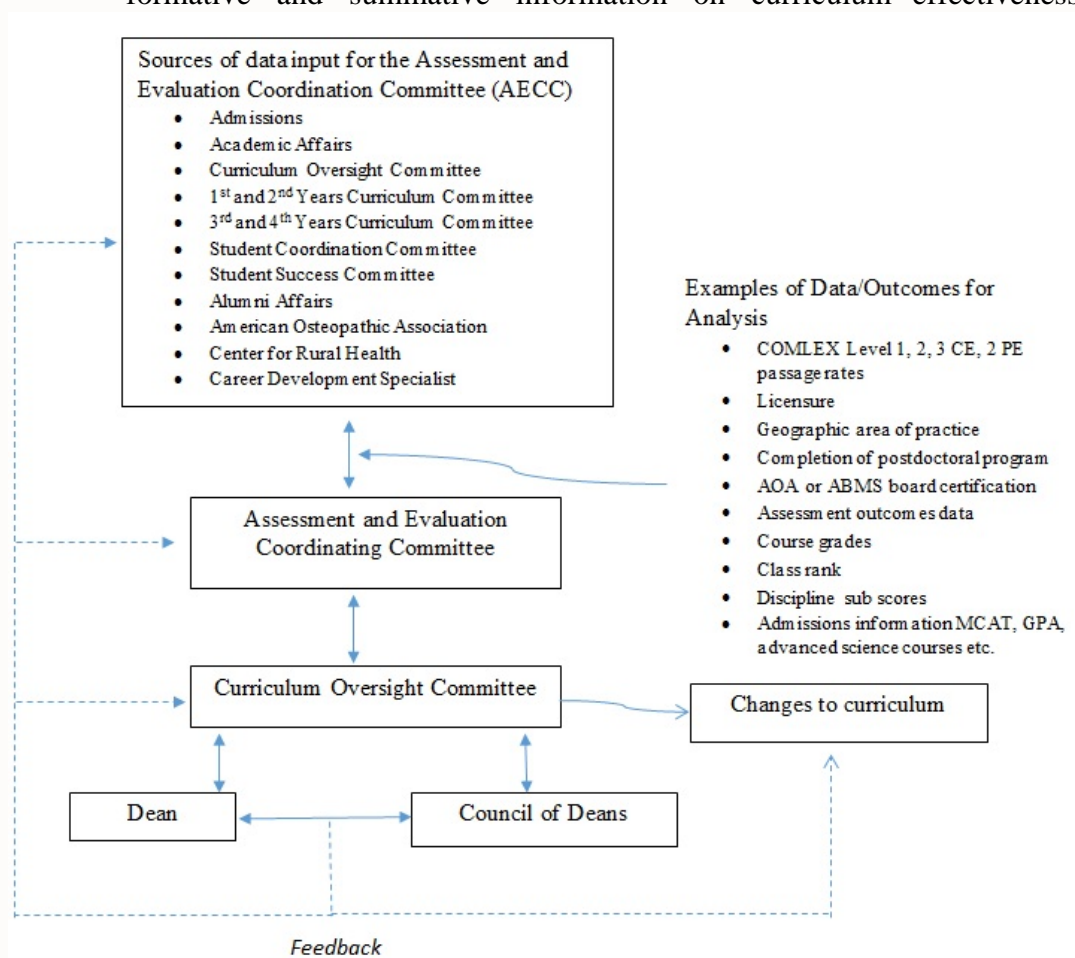 formative and summative information on curriculum effectiveness
Sources of data input for the Assessment and
Evaluation Coordination Committee (AECC)
• Admissions
• Academic Affairs
• Curriculum Oversight Committee
• 1st and 2nd Years Curriculum Committee
• 3rd and 4th Years Curriculum Committee
• Student Coordination Committee
• Student Success Committee
• Alumni Affairs
• American Osteopathic Association
• Center for Rural Health
• Career Development Specialist
Examples of Data/Outcomes for
Analysis
• COMLEX Level 1, 2, 3 CE, 2 PE
passage rates
• Licensure
• Geographic area of practice
• Completion of postdoctoral program
• AOA or ABMS board certification
• Assessment outcomes data
• Course grades
• Class rank
• Discipline sub scores
• Admissions information MCAT, GPA,
advanced science courses etc.
Assessment and Evaluation
Coordinating Committee
Curriculum Oversight Committee
Changes to curriculum
Dean
Council of Deans
Feedback